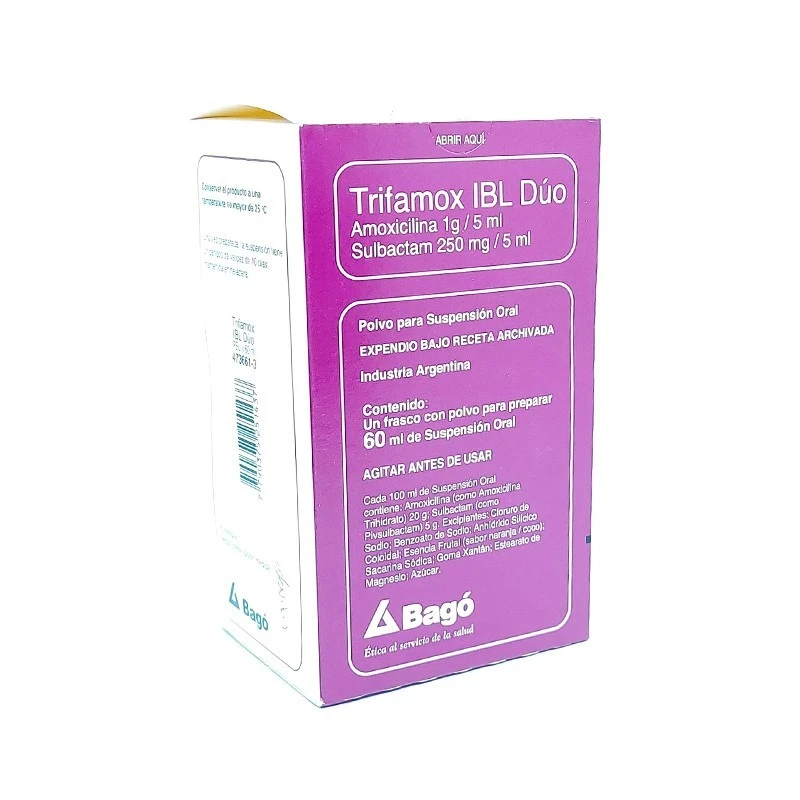 ABRIR AQUÍ
Trifamox IBL Dúo
Amoxicilina 1g / 5 ml
Sulbactam 250 mg / 5 ml
Polvo para Suspensión Oral
EXPENDIO BAJO RECETA ARCHIVADA
Industria Argentina
Contenido:
Un frasco con polvo para preparar
60 ml de Suspensión Oral
AGITAR ANTES DE USAR
Cada 100 ml de Suspensión Oral
contiene: Amoxicilina (como Amoxicilina
Trihidrato) 20 g; Sulbactam (como
Pivsulbactam) 5 g. Excipientes: Cloruro de
Sodio; Benzoato de Sodio; Anhídrido Silícico
Coloidal; Esencia Frutal (sabor naranja / coco);
Sacarina Sódica; Goma Xantán; Estearato de
Magnesio; Azúcar.
Bagó
Ética al servicio de la salud
Conservar el producto a una
temperatura no mayor de 25 °C
Trifamox
IBL Dúo
473661-3
Bagó